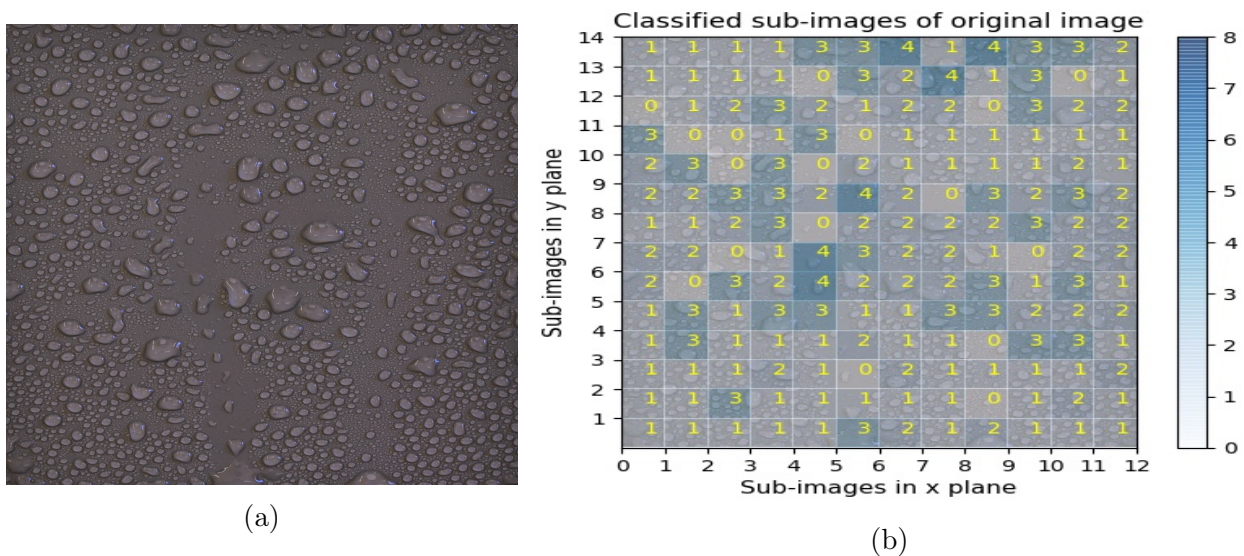 Classified sub-images of original image
14 1 1 1 1 3 3 4 1 4 3 3 2 8
13 1 1 1 1 0 3 2 4 1 3 0 1
12 0 1 2 3 2 1 2 2 0 3 2 2 7
11 3 0 0 1 3 0 1 1 1 1 1 1
10 2 3 0 3 0 2 1 1 1 1 2 1 6
9 2 2 3 3 2 4 2 0 3 2 3 2 5
8 1 1 2 3 0 2 2 2 2 3 2 2
7 2 2 0 1 4 3 2 2 1 0 2 2 4
6 2 0 3 2 4 2 2 2 3 1 3 1
5 1 3 1 3 3 1 1 3 3 2 2 2 3
4 1 3 1 1 1 2 1 1 0 3 3 1 2
3 1 1 1 2 1 0 2 1 1 1 1 2
2 1 1 3 1 1 1 1 1 0 1 2 1 1
1 1 1 1 1 1 3 2 1 2 1 1 1 0
Sub-images in y plane
0 1 2 3 4 5 6 7 8 9 10 11 12
Sub-images in x plane
(a)
(b)